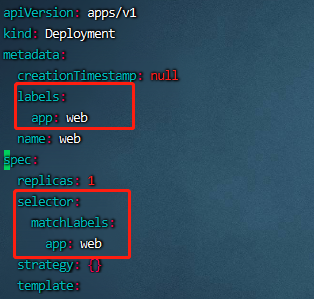 apiVersion: apps/v1
kind: Deployment
metadata:
  creationTimestamp: null
  labels:
    app: web
  name: web
spec:
  replicas: 1
  selector:
    matchLabels:
      app: web
  strategy: {}
  template: